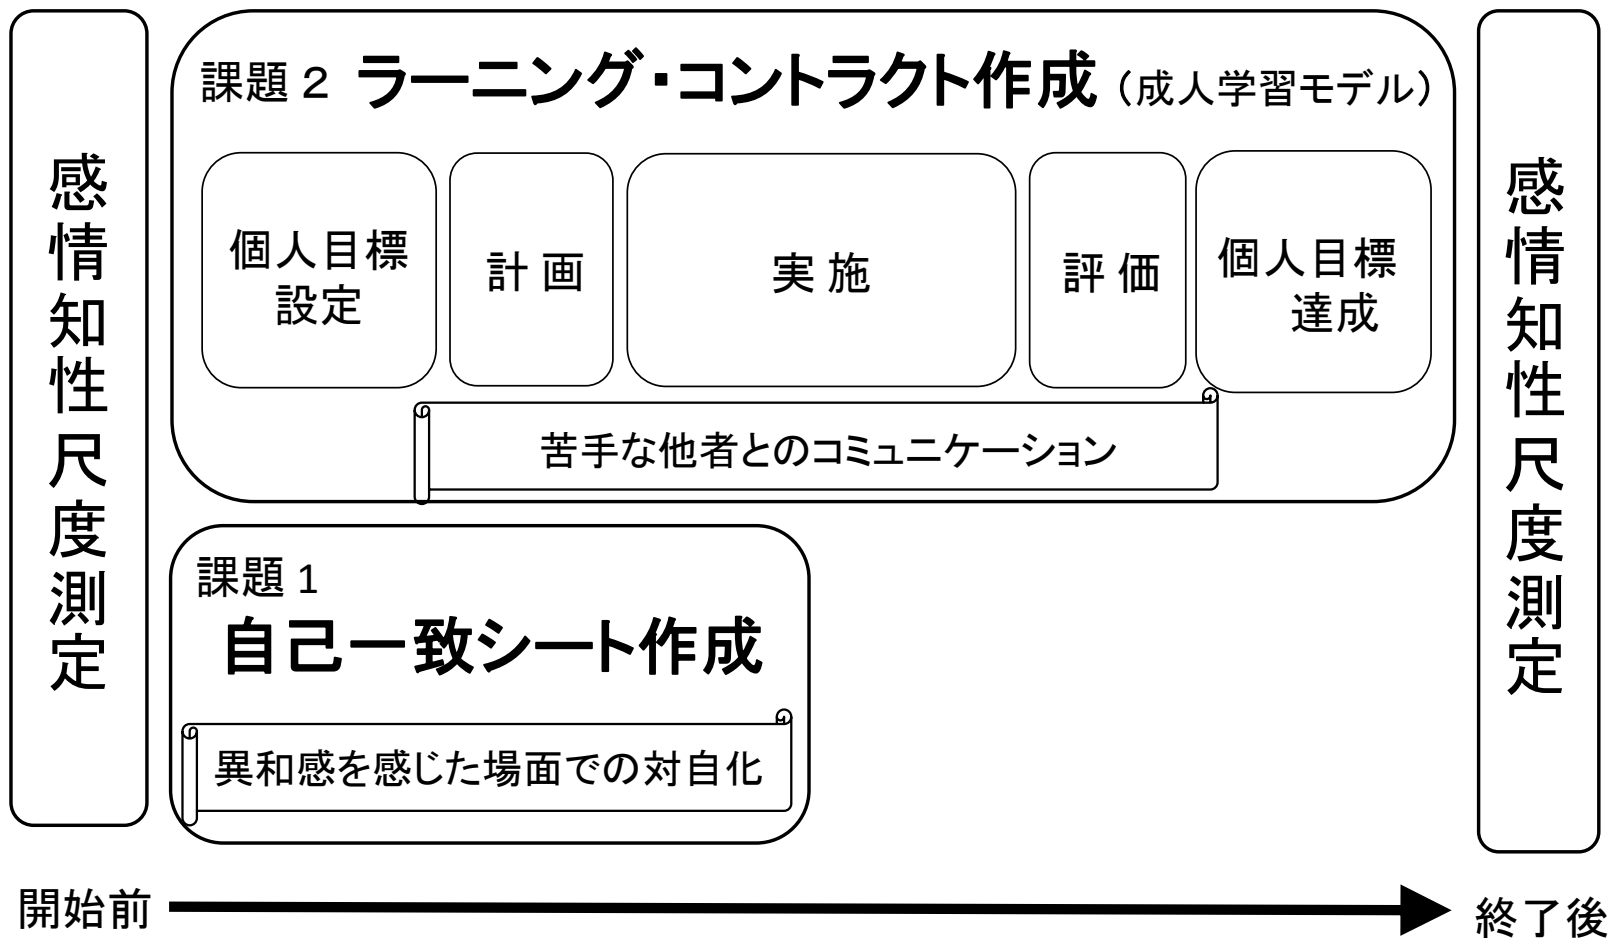 感情知性尺度測定
課題２ ラーニング・コントラクト作成（成人学習モデル）
個人目標
設定
計 画
実 施
評 価
個人目標
達成
苦手な他者とのコミュニケーション
課題 1
自己一致シート作成
異和感を感じた場面での対自化
感情知性尺度測定
開始前
終了後